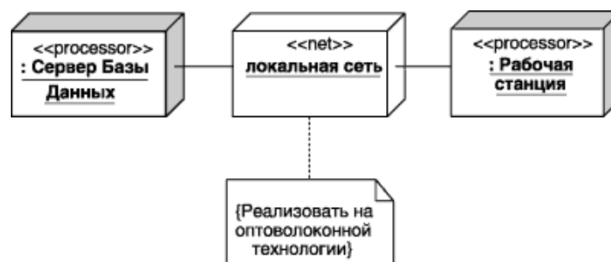 <<processor>>
: Сервер Базы
Данных
<<net>>
локальная сеть
<<processor>>
: Рабочая
станция
{Реализовать на
оптоволоконной
технологии}